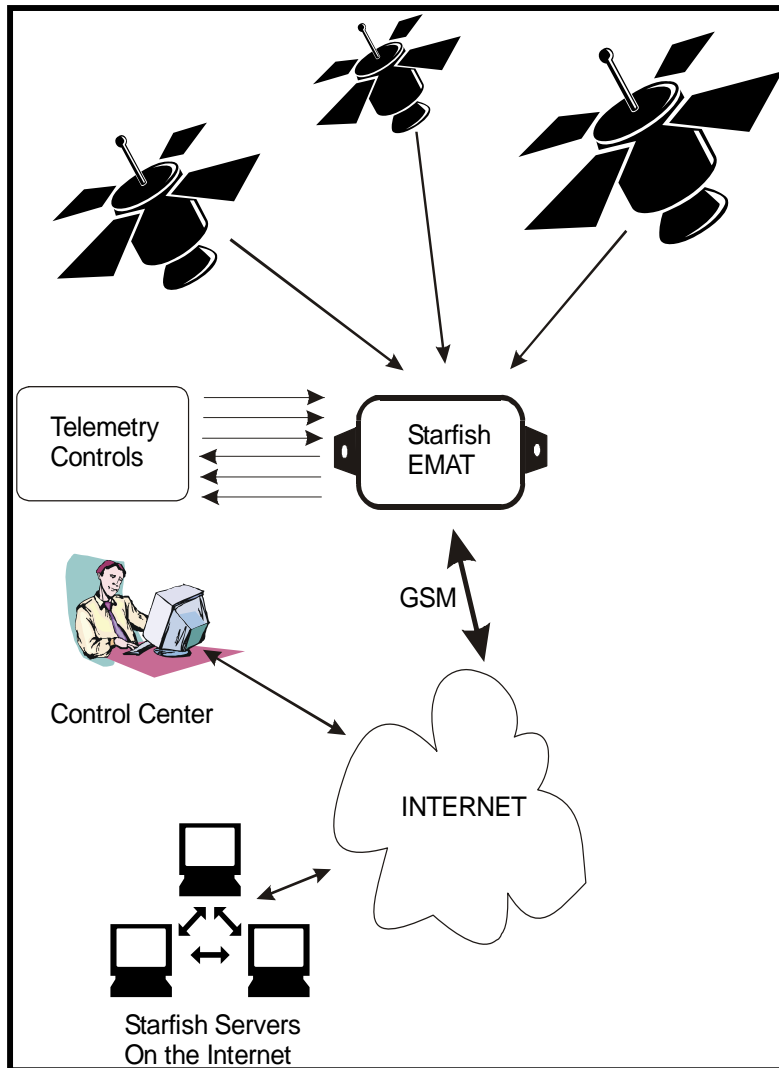 Telemetry
Controls
Starfish
EMAT
GSM
Control Center
INTERNET
Starfish Servers
On the Internet